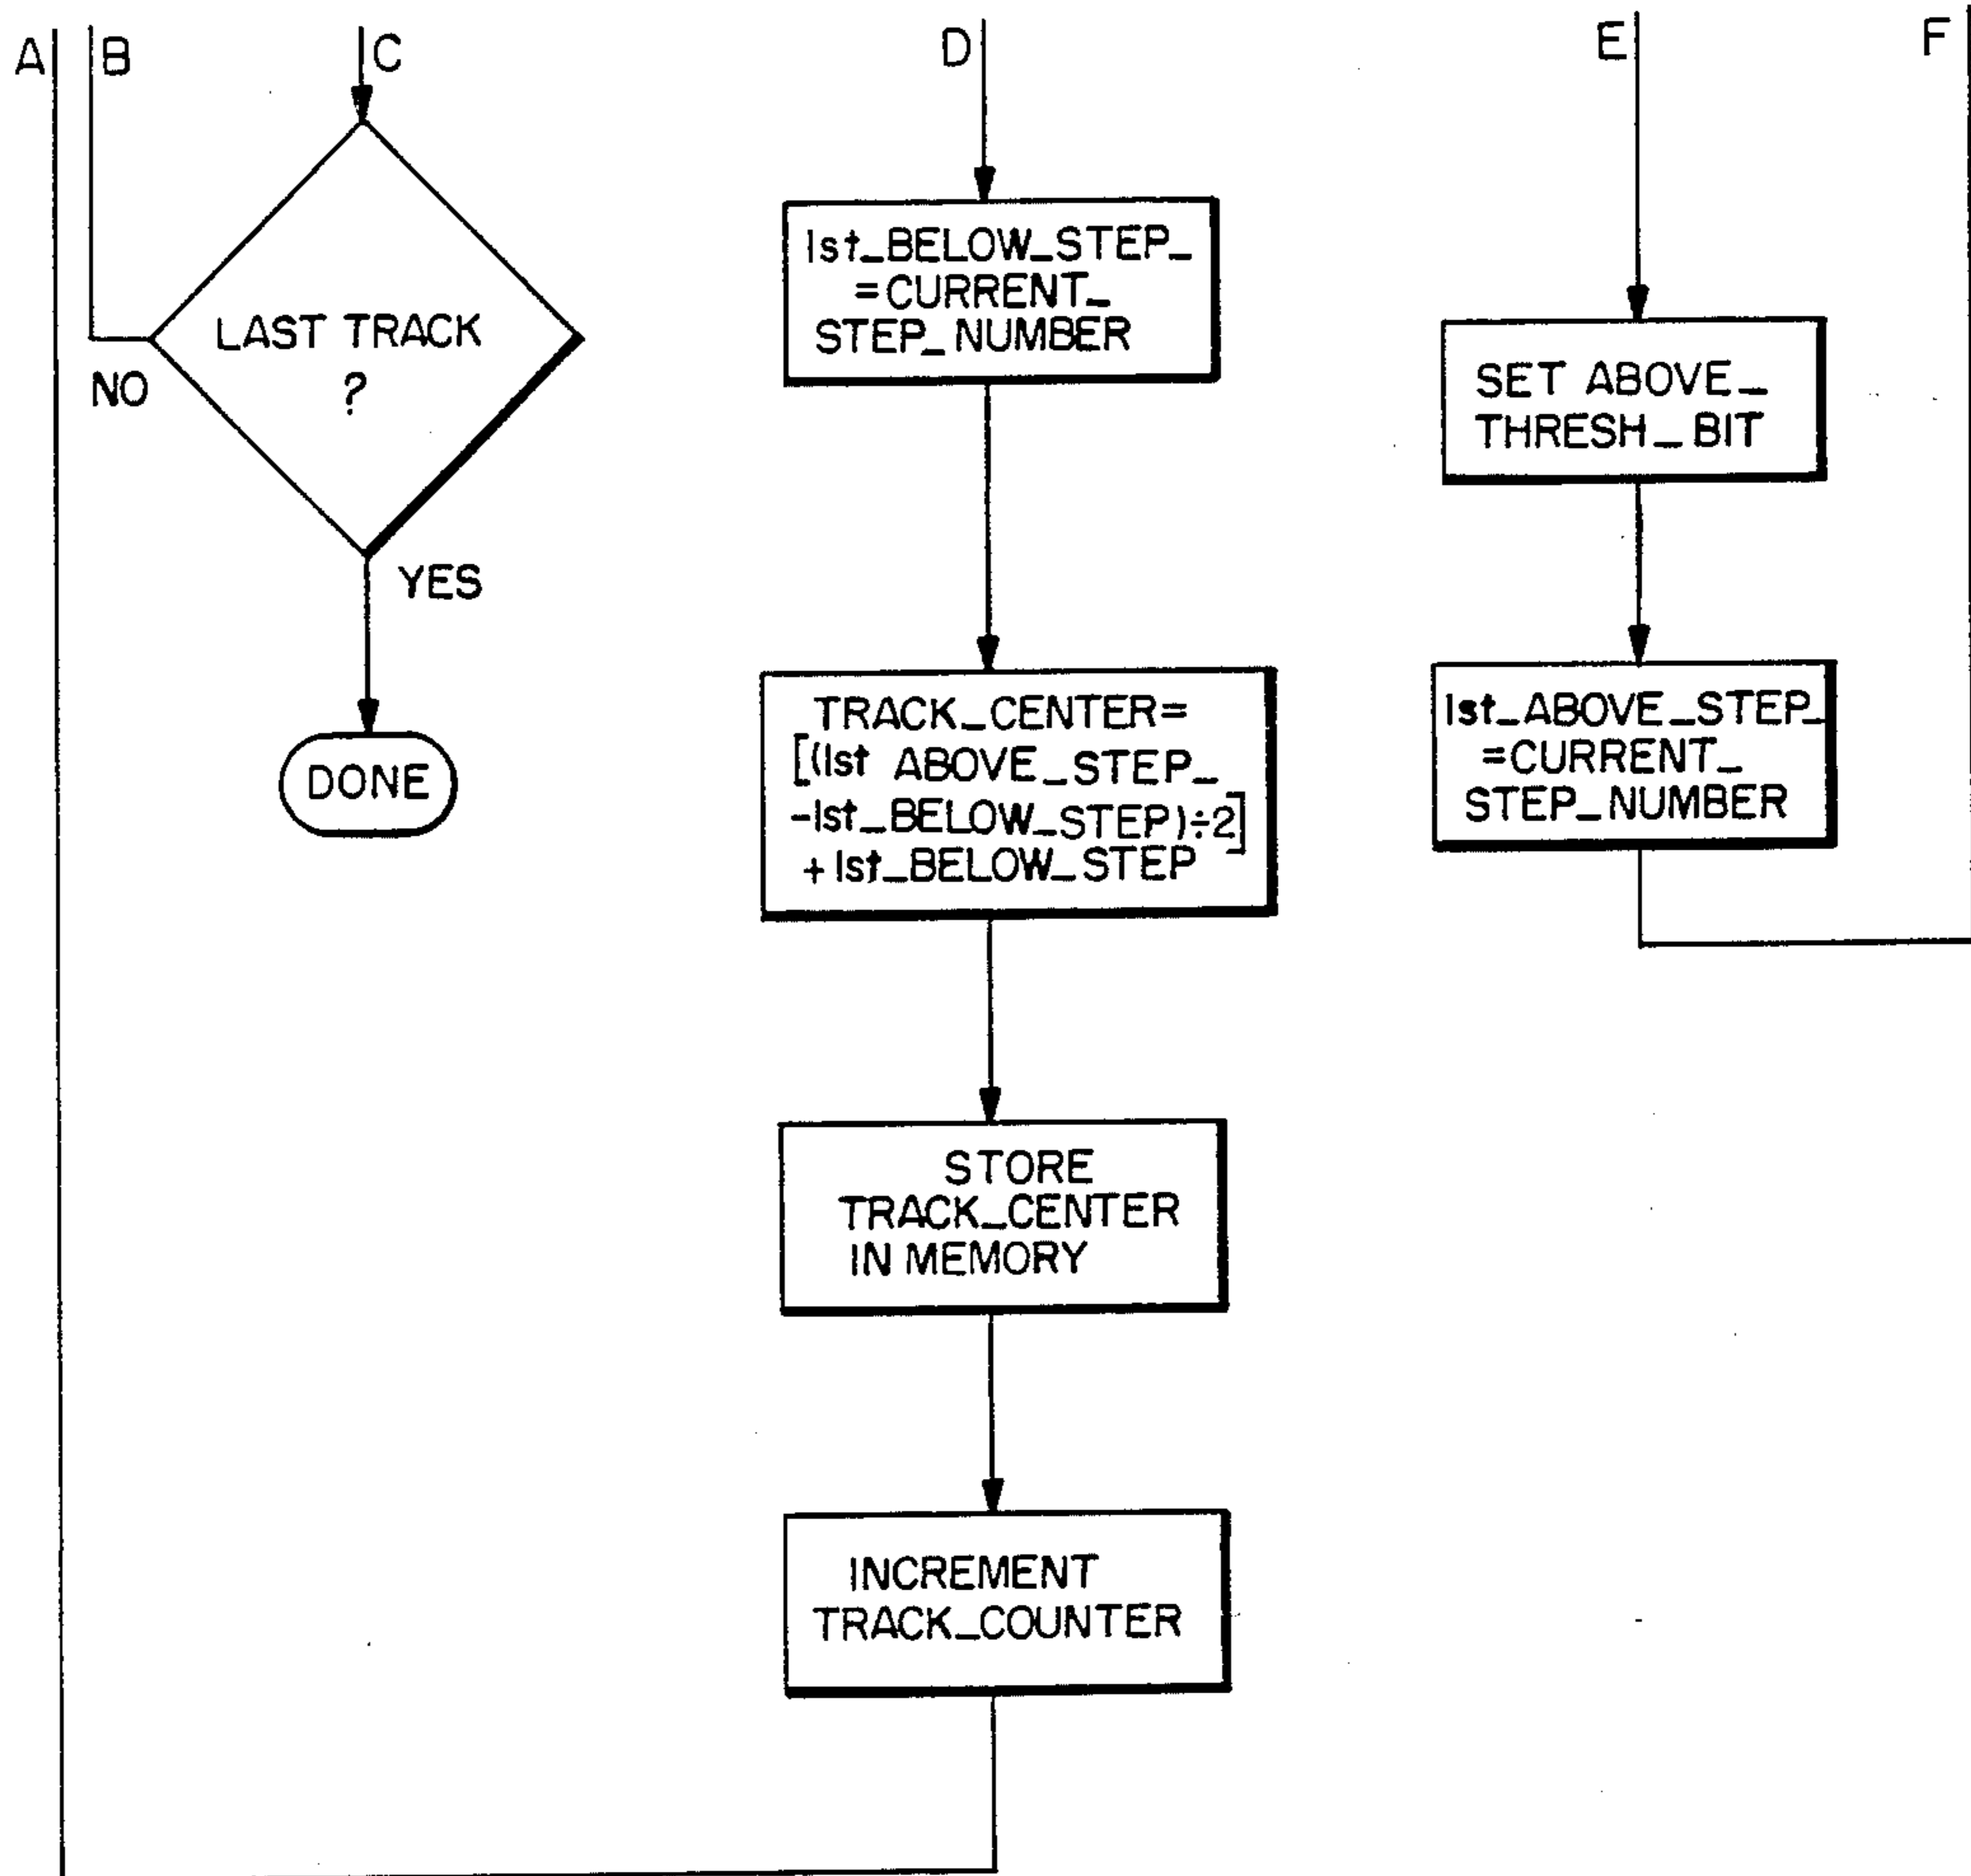 A
B
C
D
E
F
LAST TRACK
?
NO
YES
DONE
1st_BELOW_STEP_
=CURRENT_
STEP_NUMBER
TRACK_CENTER=
[(1st ABOVE_STEP_
-1st_BELOW_STEP)÷2]
+1st_BELOW_STEP
STORE
TRACK_CENTER
IN MEMORY
INCREMENT
TRACK_COUNTER
SET ABOVE_
THRESH_BIT
1st_ABOVE_STEP_
=CURRENT_
STEP_NUMBER